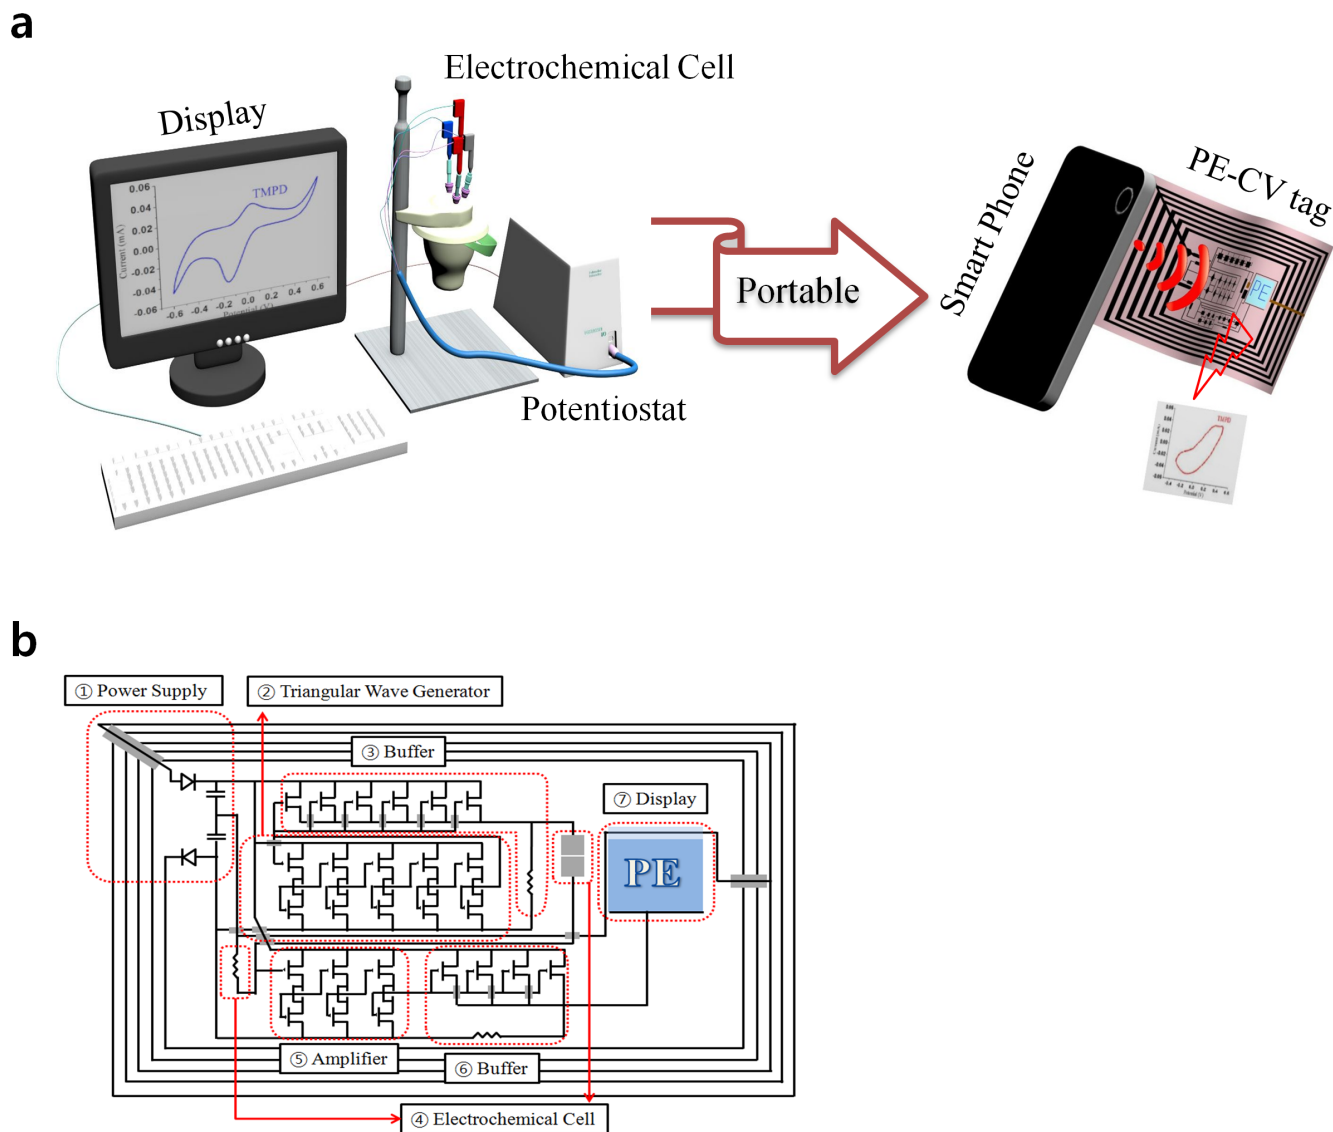 a
Electrochemical Cell
Display
0.06
0.04
0.02
0.00
-0.02
-0.04
-0.06
Current (mA)
TMPD
-0.6 -0.4 -0.2 0.0 0.2 0.4 0.6
Potential (V)
Potentiostat
Portable
Smart Phone
PE-CV tag
PE
TMPD
b
① Power Supply
② Triangular Wave Generator
③ Buffer
⑦ Display
PE
⑤ Amplifier
⑥ Buffer
④ Electrochemical Cell